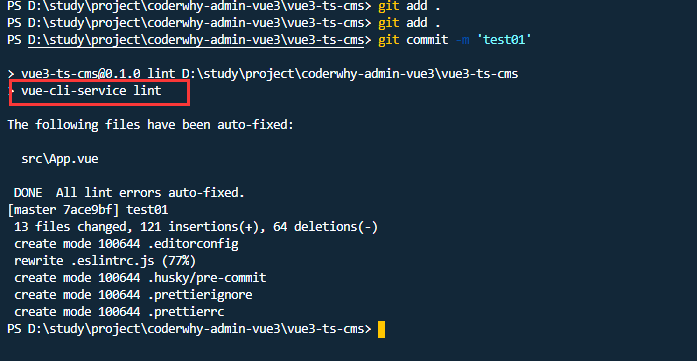 PS D:\study\project\coderwhy-admin-vue3\vue3-ts-cms> git add .
PS D:\study\project\coderwhy-admin-vue3\vue3-ts-cms> git add .
PS D:\study\project\coderwhy-admin-vue3\vue3-ts-cms> git commit -m 'test01'
> vue3-ts-cms@0.1.0 lint D:\study\project\coderwhy-admin-vue3\vue3-ts-cms
> vue-cli-service lint
The following files have been auto-fixed:
src\App.vue
DONE  All lint errors auto-fixed.
[master 7ace9bf] test01
13 files changed, 121 insertions(+), 64 deletions(-)
create mode 100644 .editorconfig
rewrite .eslintrc.js (77%)
create mode 100644 .husky/pre-commit
create mode 100644 .prettierignore
create mode 100644 .prettierrc
PS D:\study\project\coderwhy-admin-vue3\vue3-ts-cms>